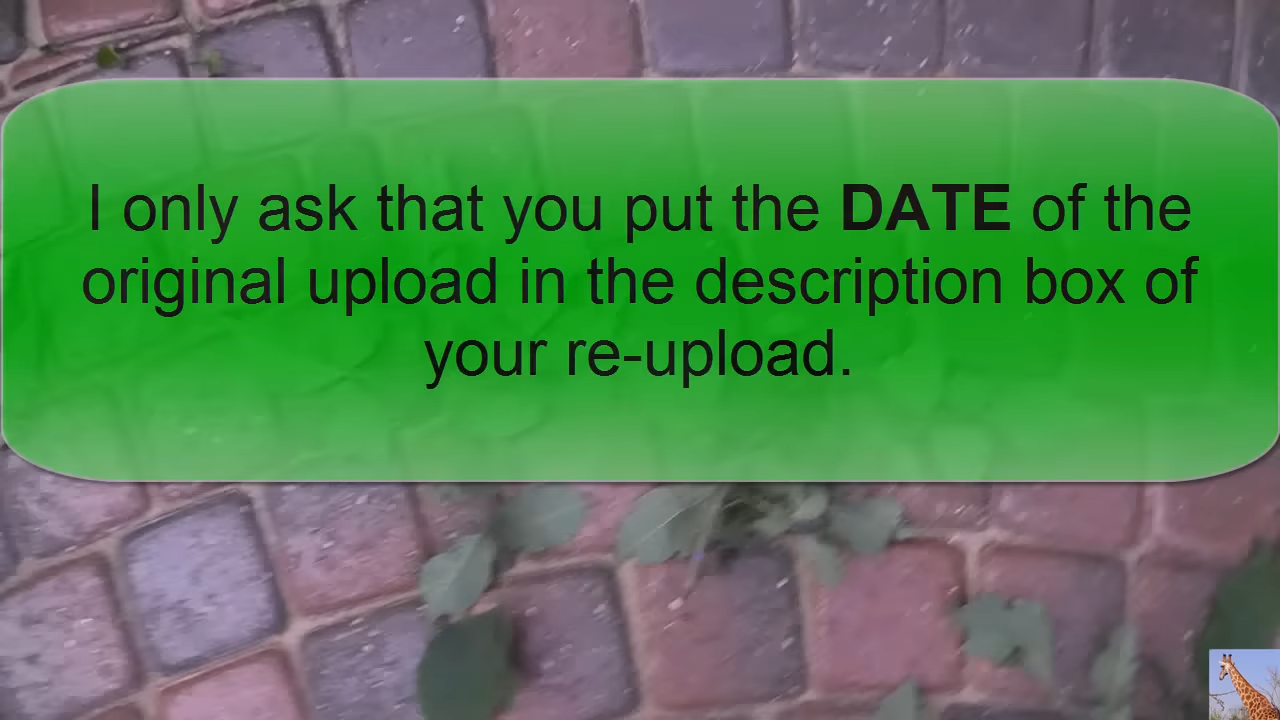 I only ask that you put the DATE of the
original upload in the description box of
your re-upload.